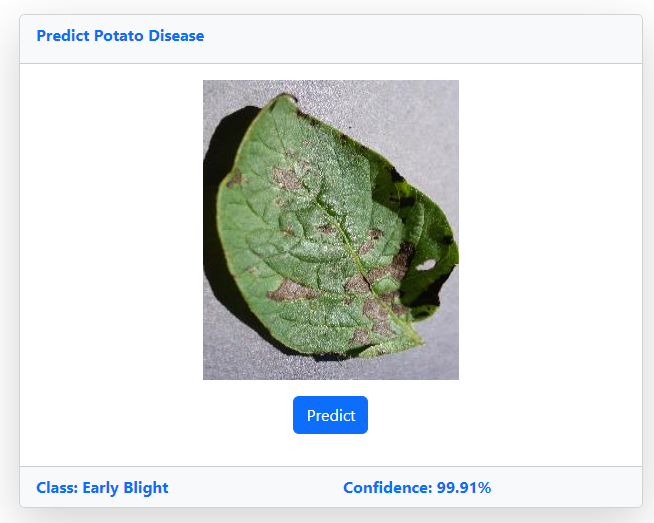 Predict Potato Disease
Predict
Class: Early Blight
Confidence: 99.91%